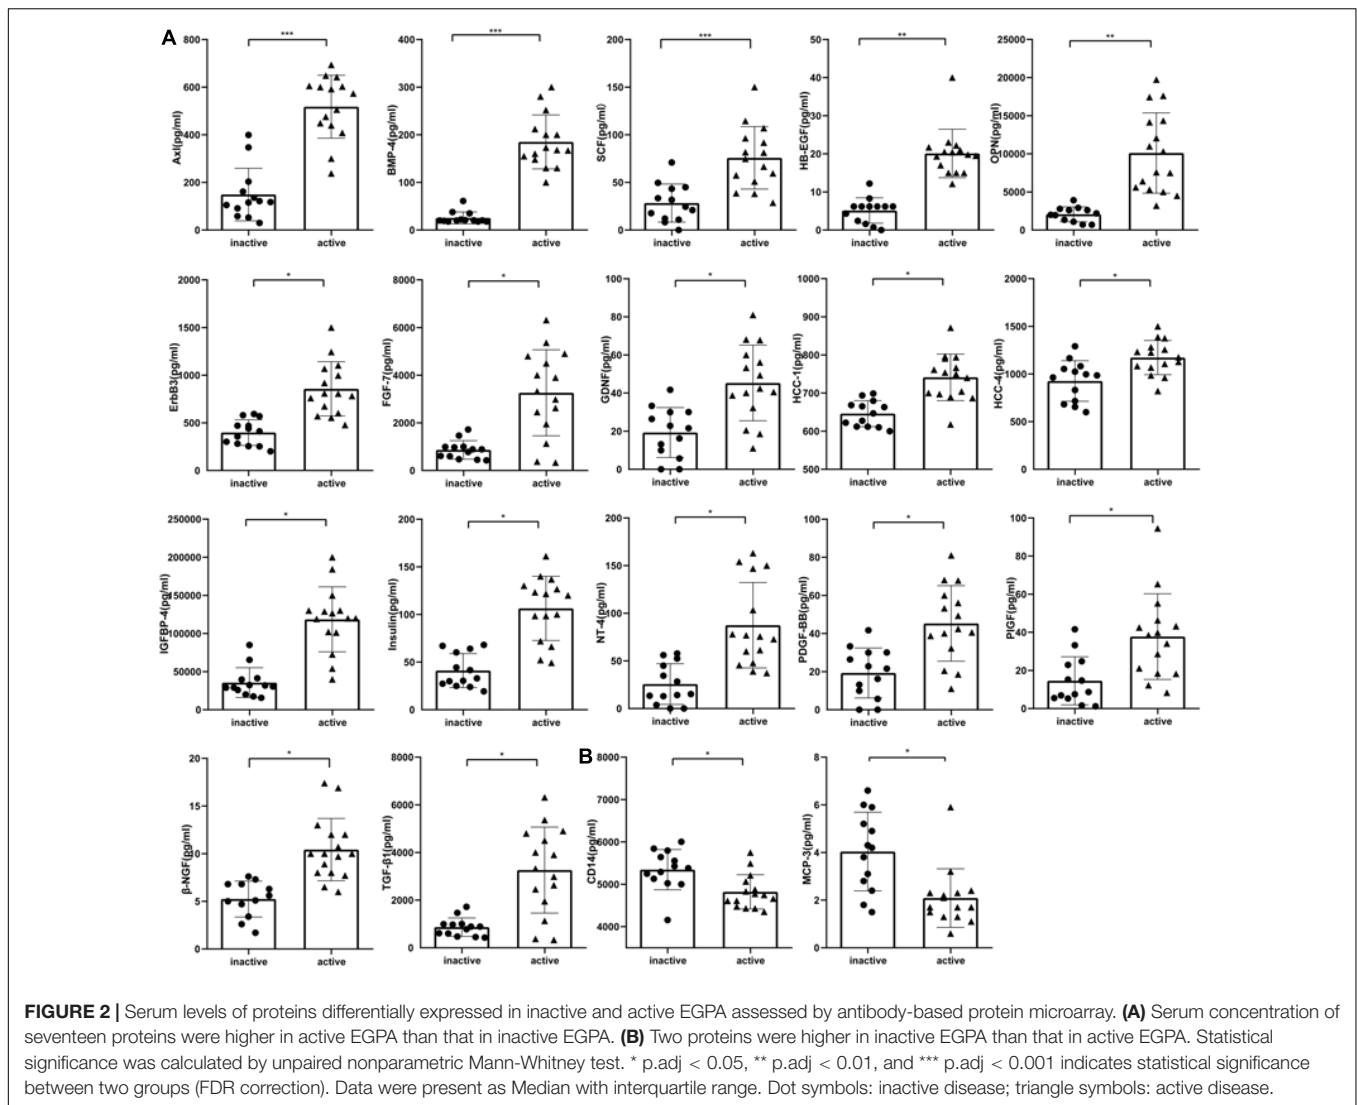 A
***
800
600
400
200
0
Axl(pg/ml)
inactive active
***
400
300
200
100
0
BMP-4(pg/ml)
inactive active
***
200
150
100
50
0
SCF(pg/ml)
inactive active
**
50
40
30
20
10
0
HB-EGF(pg/ml)
inactive active
**
25000
20000
15000
10000
5000
0
OPN(pg/ml)
inactive active
*
2000
1500
1000
500
0
ErbB3(pg/ml)
inactive active
*
8000
6000
4000
2000
0
FGF-7(pg/ml)
inactive active
*
100
80
60
40
20
0
GDNF(pg/ml)
inactive active
*
1000
900
800
700
600
500
HCC-1(pg/ml)
inactive active
*
2000
1500
1000
500
0
HCC-4(pg/ml)
inactive active
*
250000
200000
150000
100000
50000
0
IGFBP-4(pg/ml)
inactive active
*
200
150
100
50
0
Insulin(pg/ml)
inactive active
*
200
150
100
50
0
NT-4(pg/ml)
inactive active
*
100
80
60
40
20
0
PDGF-BB(pg/ml)
inactive active
*
100
80
60
40
20
0
PlGF(pg/ml)
inactive active
*
20
15
10
5
0
β-NGF(pg/ml)
inactive active
*
8000
6000
4000
2000
0
TGF-β1(pg/ml)
inactive active
B
*
8000
7000
6000
5000
4000
CD14(pg/ml)
inactive active
*
8
6
4
2
0
MCP-3(pg/ml)
inactive active
FIGURE 2 | Serum levels of proteins differentially expressed in inactive and active EGPA assessed by antibody-based protein microarray. (A) Serum concentration of
seventeen proteins were higher in active EGPA than that in inactive EGPA. (B) Two proteins were higher in inactive EGPA than that in active EGPA. Statistical
significance was calculated by unpaired nonparametric Mann-Whitney test. * p.adj < 0.05, ** p.adj < 0.01, and *** p.adj < 0.001 indicates statistical significance
between two groups (FDR correction). Data were present as Median with interquartile range. Dot symbols: inactive disease; triangle symbols: active disease.